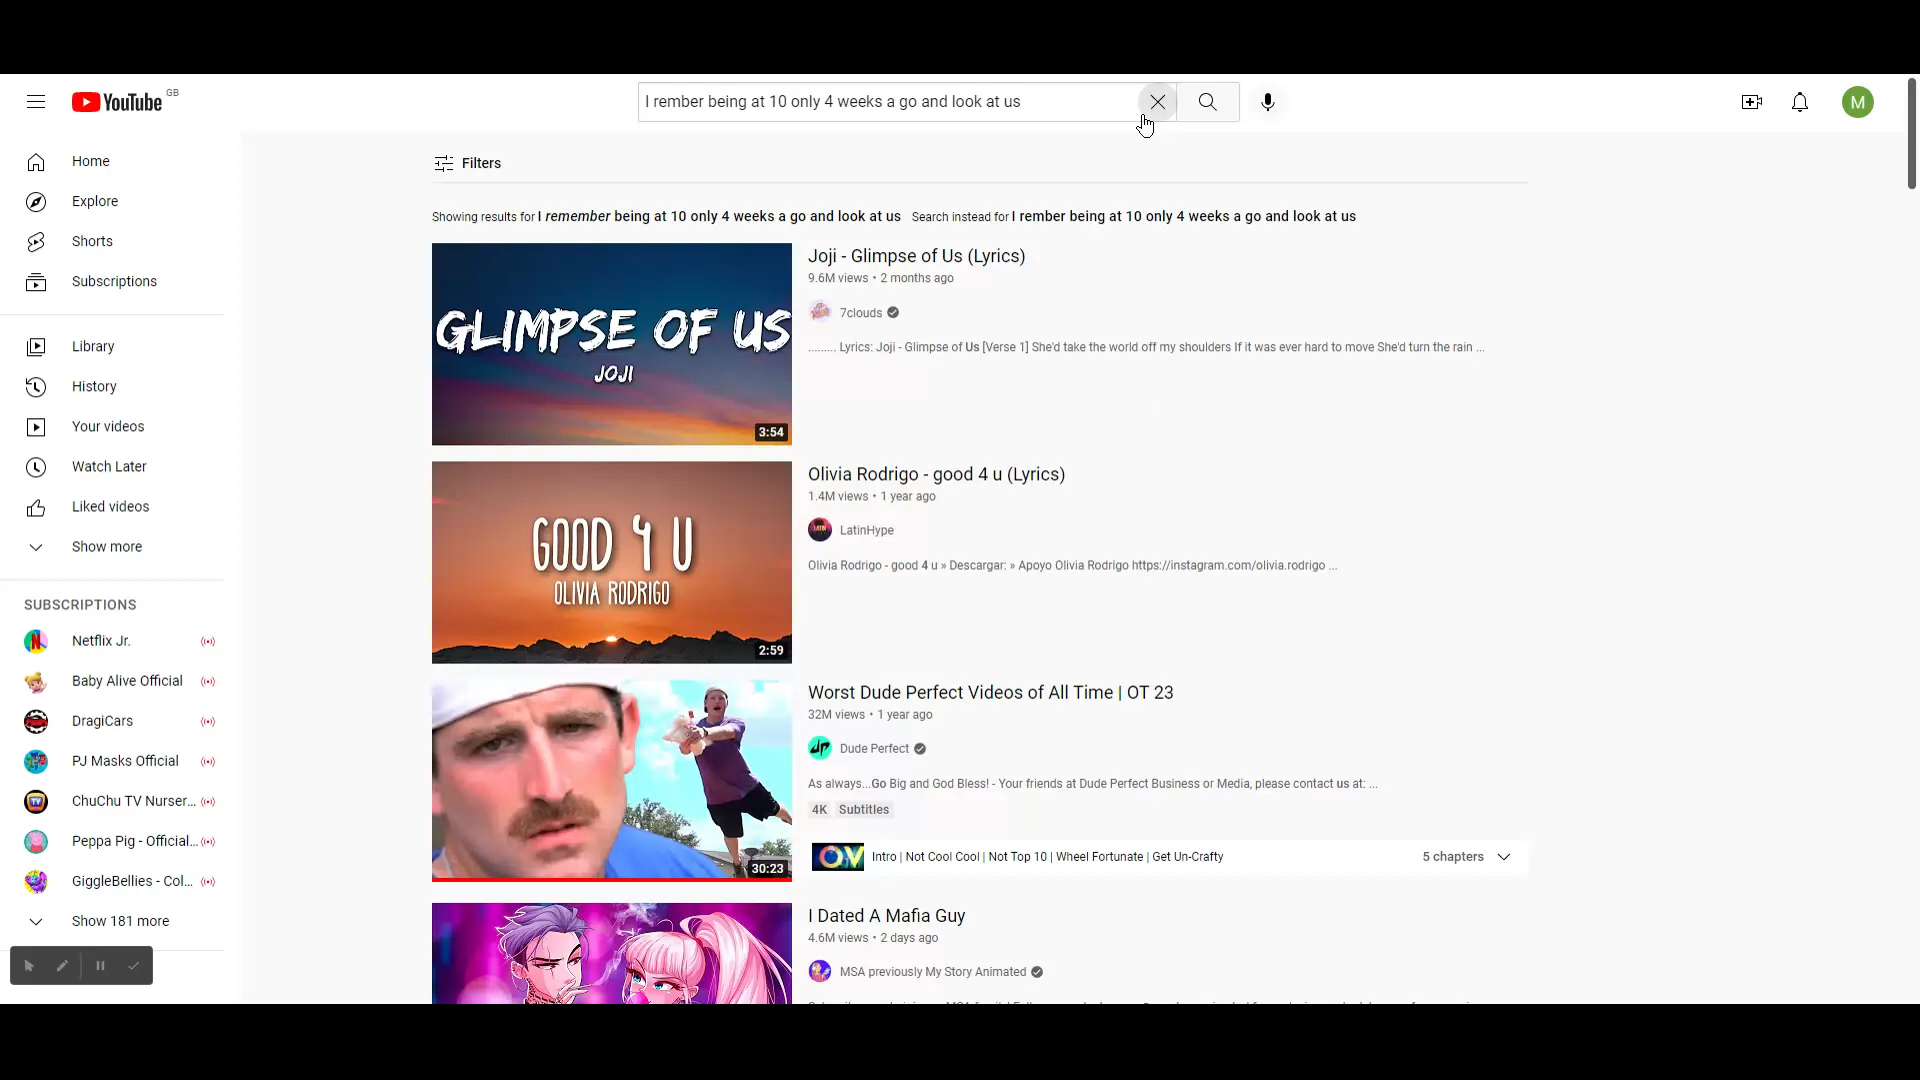 YouTube GB
I rember being at 10 only 4 weeks a go and look at us
M
Home
Explore
Shorts
Subscriptions
Library
History
Your videos
Watch Later
Liked videos
Show more
SUBSCRIPTIONS
Netflix Jr.
Baby Alive Official
DragiCars
PJ Masks Official
ChuChu TV Nurser...
Peppa Pig - Official...
GiggleBellies - Col...
Show 181 more
Filters
Showing results for I remember being at 10 only 4 weeks a go and look at us Search instead for I rember being at 10 only 4 weeks a go and look at us
GLIMPSE OF US
JOJI
3:54
Joji - Glimpse of Us (Lyrics)
9.6M views • 2 months ago
7clouds
......... Lyrics: Joji - Glimpse of Us [Verse 1] She'd take the world off my shoulders If it was ever hard to move She'd turn the rain ...
GOOD 4 U
OLIVIA RODRIGO
2:59
Olivia Rodrigo - good 4 u (Lyrics)
1.4M views • 1 year ago
LatinHype
Olivia Rodrigo - good 4 u » Descargar: » Apoyo Olivia Rodrigo https://instagram.com/olivia.rodrigo ...
30:23
Worst Dude Perfect Videos of All Time | OT 23
32M views • 1 year ago
Dude Perfect
As always...Go Big and God Bless! - Your friends at Dude Perfect Business or Media, please contact us at: ...
4K Subtitles
Intro | Not Cool Cool | Not Top 10 | Wheel Fortunate | Get Un-Crafty
5 chapters
I Dated A Mafia Guy
4.6M views • 2 days ago
MSA previously My Story Animated